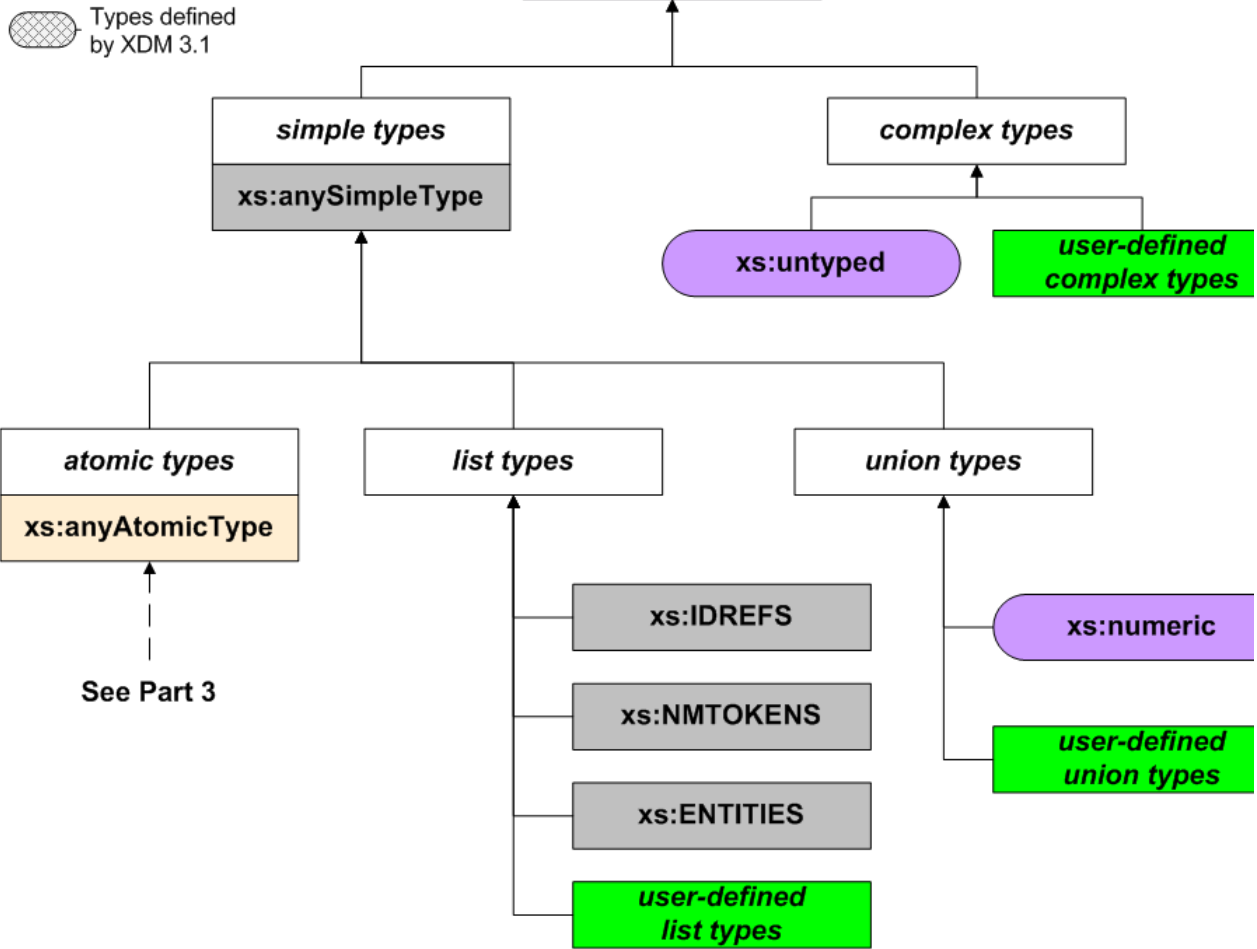 Types defined
by XDM 3.1
simple types
xs:anySimpleType
complex types
xs:untyped
user-defined
complex types
atomic types
xs:anyAtomicType
See Part 3
list types
xs:IDREFS
xs:NMTOKENS
xs:ENTITIES
user-defined
list types
union types
xs:numeric
user-defined
union types